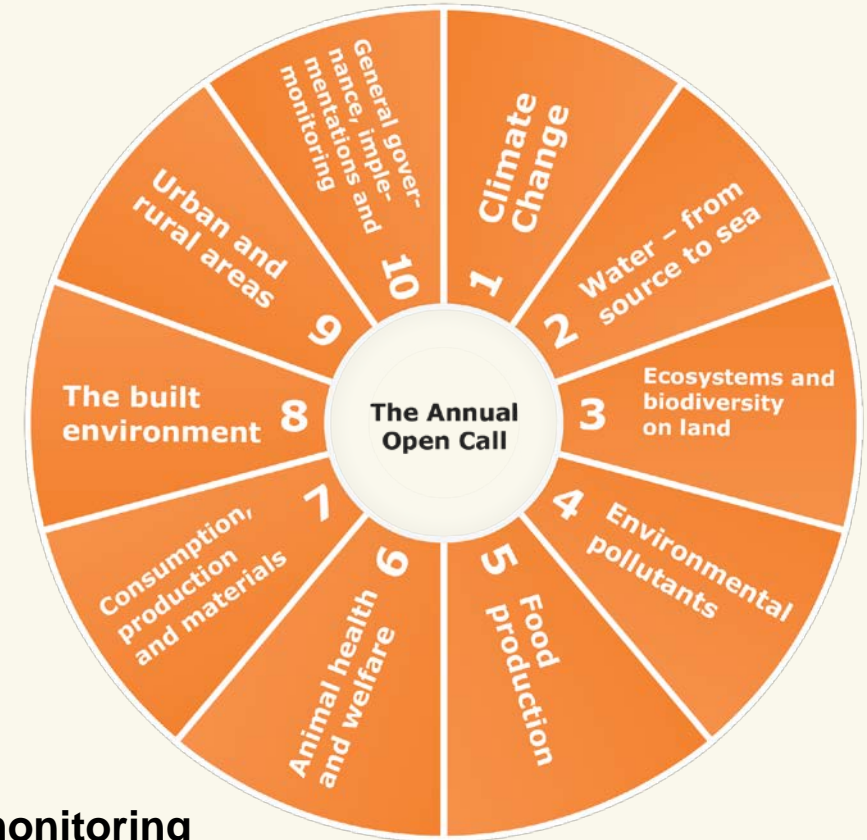 The Annual
Open Call
1
Climate
Change
2
Water – from
source to sea
3
Ecosystems and
biodiversity
on land
4
Environmental
pollutants
5
Food
production
6
Animal health
and welfare
7
Consumption,
production
and materials
8
The built
environment
9
Urban and
rural areas
10
General gover-
nance, imple-
mentations and
monitoring
monitoring